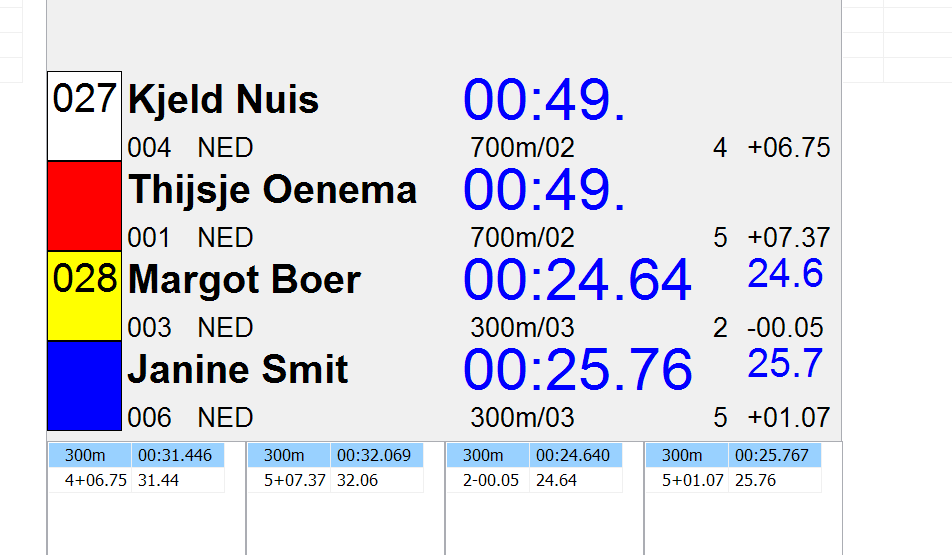 027 Kjeld Nuis 00:49.
004 NED 700m/02 4 +06.75
Thijsje Oenema 00:49.
001 NED 700m/02 5 +07.37
028 Margot Boer 00:24.64 24.6
003 NED 300m/03 2 -00.05
Janine Smit 00:25.76 25.7
006 NED 300m/03 5 +01.07
300m 00:31.446 300m 00:32.069 300m 00:24.640 300m 00:25.767
4+06.75 31.44 5+07.37 32.06 2-00.05 24.64 5+01.07 25.76